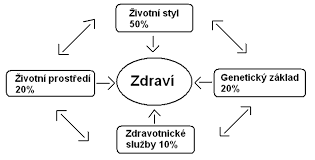 Životní styl
50%
Životní prostředí
20%
Zdraví
Genetický základ
20%
Zdravotnické
služby 10%